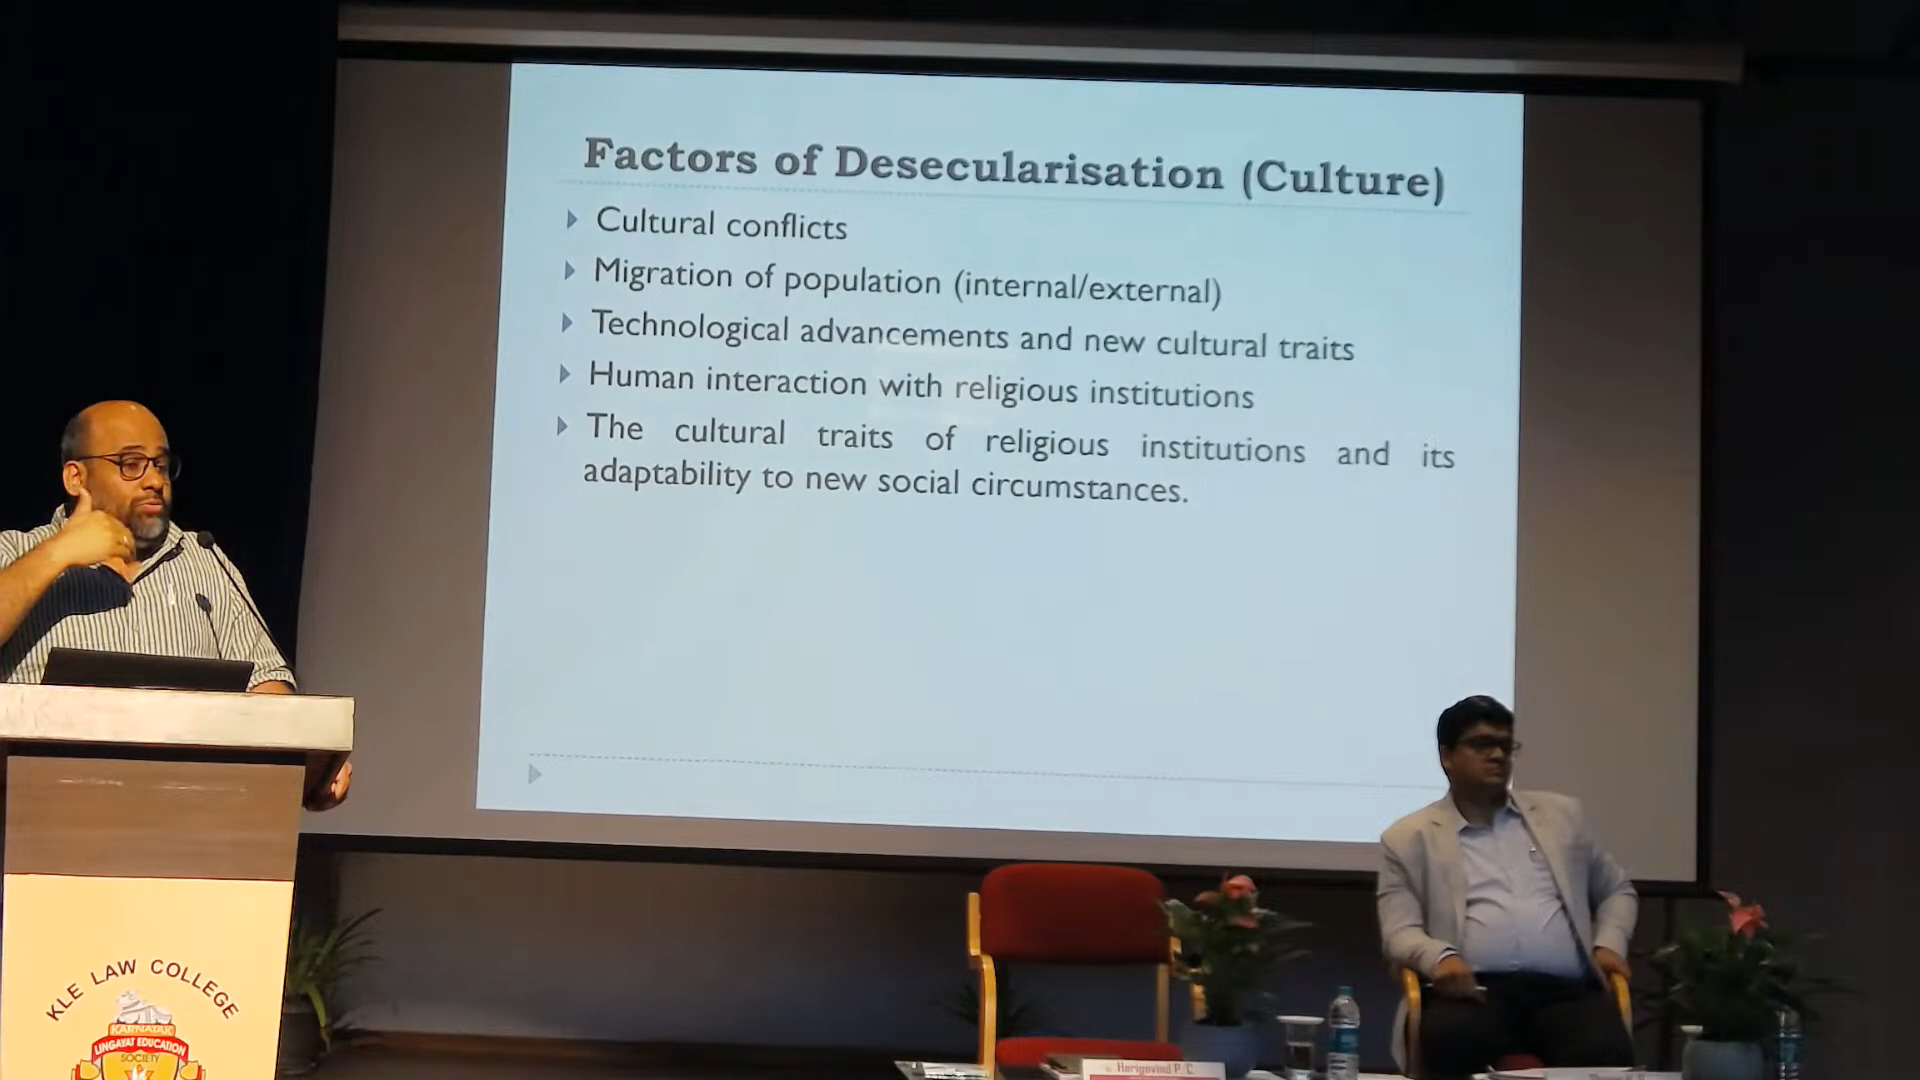 Factors of Desecularisation (Culture)
Cultural conflicts
Migration of population (internal/external)
Technological advancements and new cultural traits
Human interaction with religious institutions
The cultural traits of religious institutions and its
adaptability to new social circumstances.
KLE LAW COLLEGE
KARNATAK
LINGAYAT EDUCATION
SOCIETY
Harigovind P. C.